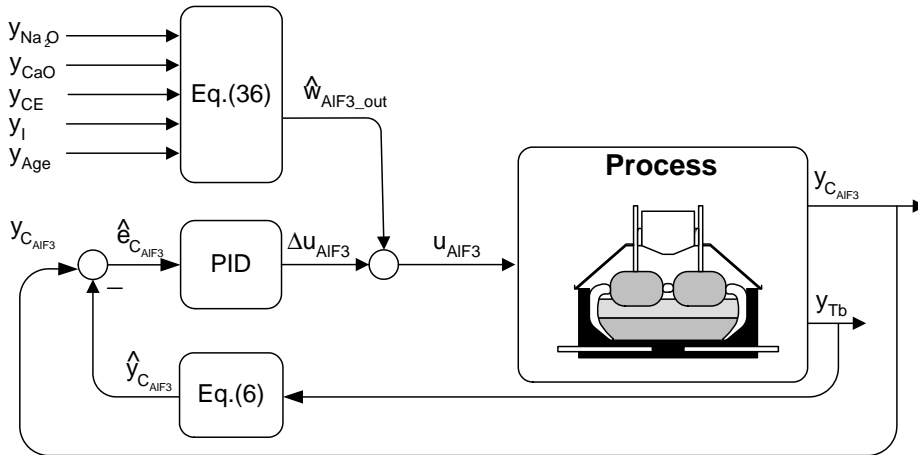 y_Na₂O
y_CaO
y_CE
y_I
y_Age
Eq.(36)
ŵ_AlF3_out
Process
y_C_AlF3
y_C_AlF3
ê_C_AlF3
PID
Δu_AlF3
u_AlF3
–
y_Tb
ŷ_C_AlF3
Eq.(6)